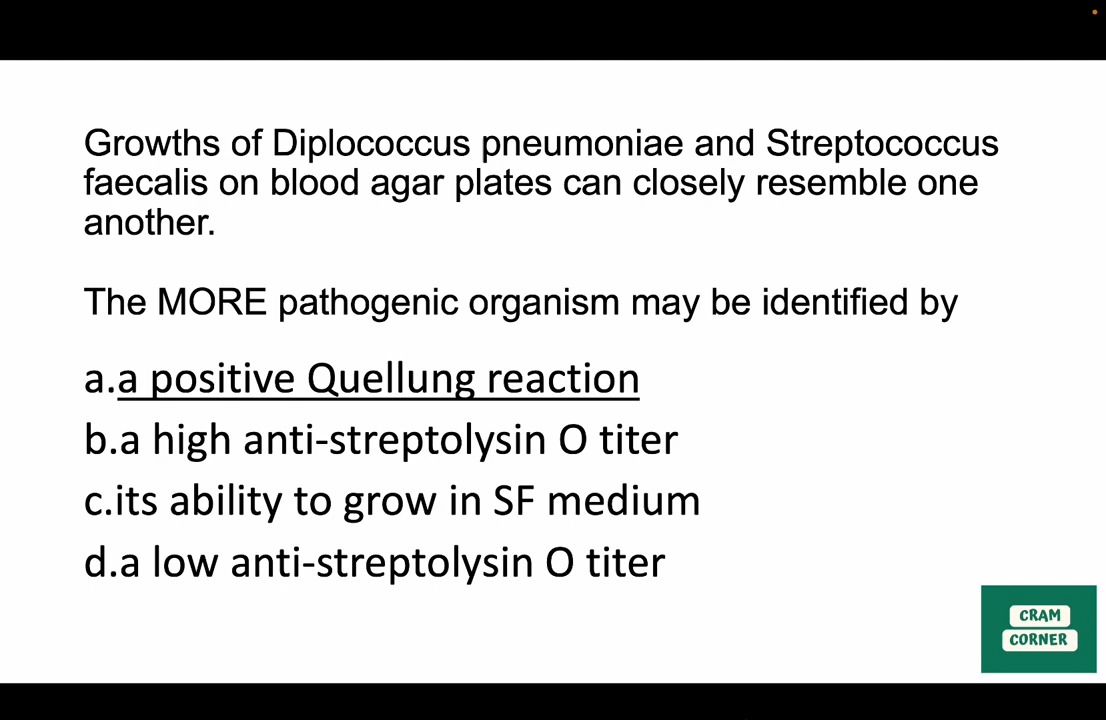 Growths of Diplococcus pneumoniae and Streptococcus
faecalis on blood agar plates can closely resemble one
another.
The MORE pathogenic organism may be identified by
a.a positive Quellung reaction
b.a high anti-streptolysin O titer
c.its ability to grow in SF medium
d.a low anti-streptolysin O titer
CRAM
CORNER